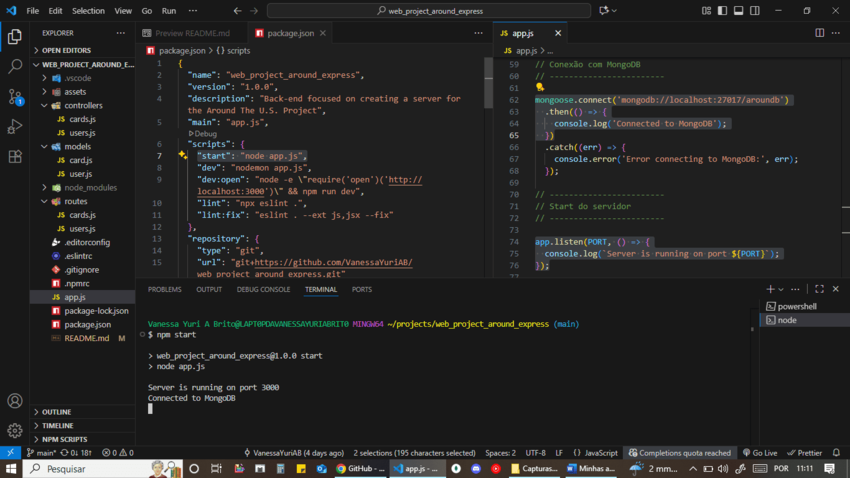 File Edit Selection View Go Run ...
web_project_around_express
EXPLORER ...
OPEN EDITORS
WEB_PROJECT_AROUND_E...
.vscode
assets
controllers
JS cards.js
JS users.js
models
JS card.js
JS user.js
node_modules
routes
JS cards.js
JS users.js
.editorconfig
.eslintrc
.gitignore
.npmrc
JS app.js
package-lock.json
package.json
README.md M
OUTLINE
TIMELINE
NPM SCRIPTS
1
Preview README.md
package.json
package.json > {} scripts
1 {
2 "name": "web_project_around_express",
3 "version": "1.0.0",
4 "description": "Back-end focused on creating a server for
the Around The U.S. Project",
5 "main": "app.js",
Debug
6 "scripts": {
7 "start": "node app.js",
8 "dev": "nodemon app.js",
9 "dev:open": "node -e \"require('open')('http://
localhost:3000')\" && npm run dev",
10 "lint": "npx eslint .",
11 "lint:fix": "eslint . --ext js,jsx --fix"
12 },
13 "repository": {
14 "type": "git",
15 "url": "git+https://github.com/VanessaYuriAB/
web_project_around_express.git"
JS app.js
JS app.js > ...
59 // Conexão com MongoDB
60 // -------------------------
61
62 mongoose.connect('mongodb://localhost:27017/aroundb')
63 .then(() => {
64 console.log('Connected to MongoDB');
65 })
66 .catch((err) => {
67 console.error('Error connecting to MongoDB:', err);
68 });
69
70 // -------------------------
71 // Start do servidor
72 // -------------------------
73
74 app.listen(PORT, () => {
75 console.log(`Server is running on port ${PORT}`);
76 });
PROBLEMS OUTPUT DEBUG CONSOLE TERMINAL PORTS
Vanessa Yuri A Brito@LAPT0PDAVANESSAYURIABRIT0 MINGW64 ~/projects/web_project_around_express (main)
$ npm start
> web_project_around_express@1.0.0 start
> node app.js
Server is running on port 3000
Connected to MongoDB
powershell
node
main* 0↓ 18↑ 0 0 VanessaYuriAB (4 days ago) 2 selections (195 characters selected) Spaces: 2 UTF-8 LF {} JavaScript Completions quota reached Go Live Prettier
Pesquisar
GitHub - ...
app.js - ...
Capturas...
Minhas a...
2 mm...
POR 11:11